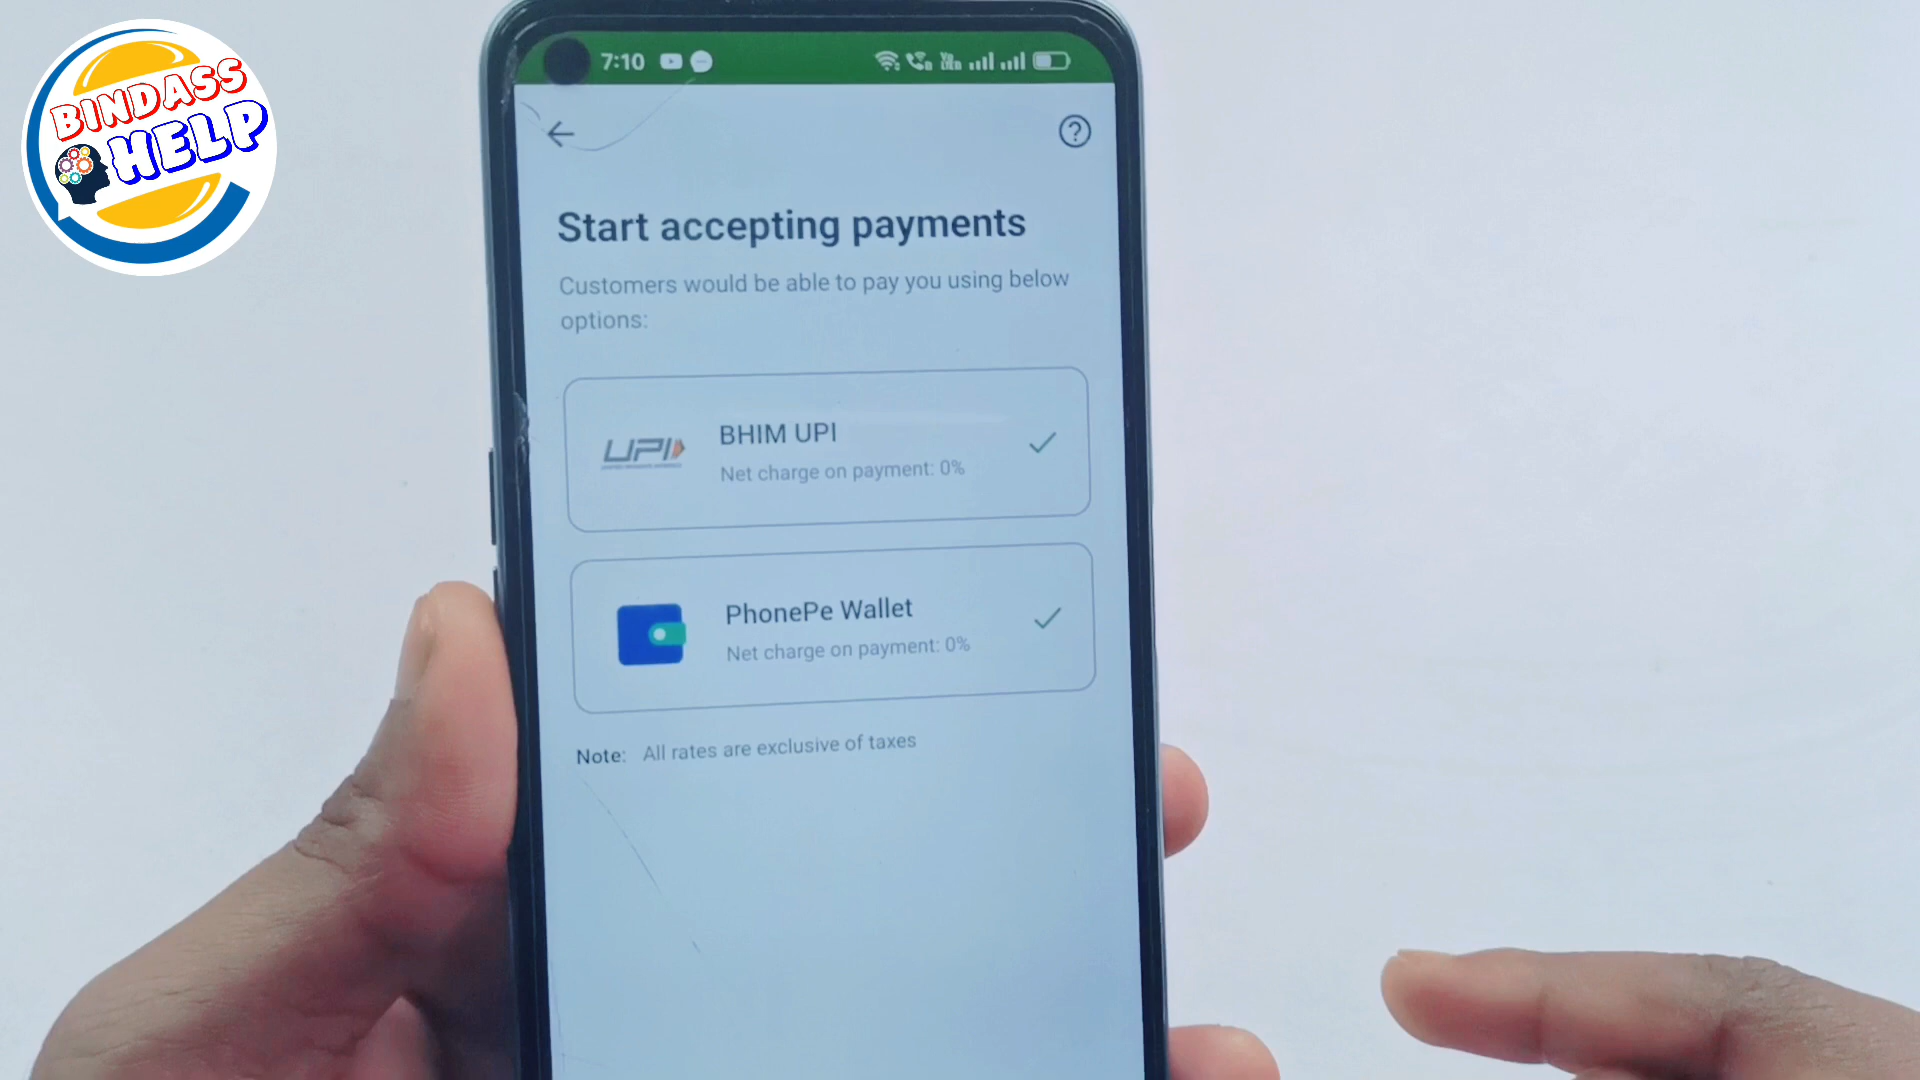 BINDASS
HELP
7:10
Start accepting payments
Customers would be able to pay you using below
options:
UPI
BHIM UPI
Net charge on payment: 0%
PhonePe Wallet
Net charge on payment: 0%
Note: All rates are exclusive of taxes